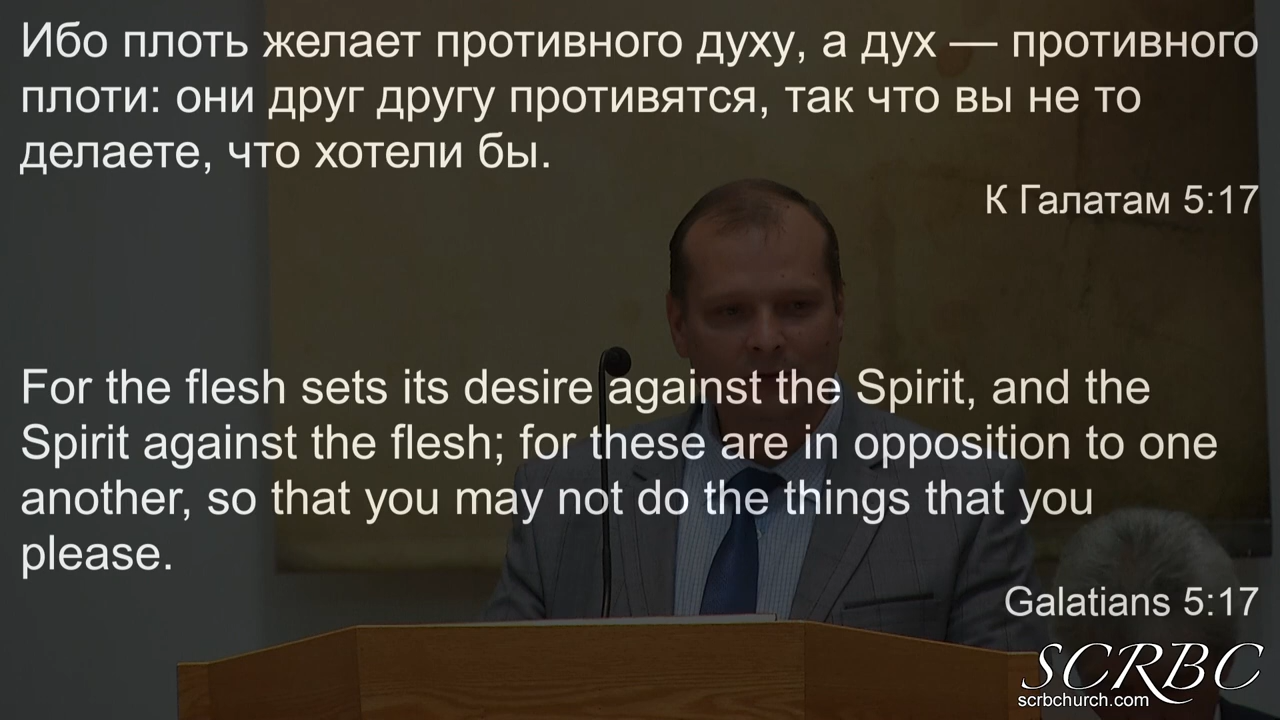 Ибо плоть желает противного духу, а дух — противного
плоти: они друг другу противятся, так что вы не то
делаете, что хотели бы.
К Галатам 5:17
For the flesh sets its desire against the Spirit, and the
Spirit against the flesh; for these are in opposition to one
another, so that you may not do the things that you
please.
Galatians 5:17
SCRBC
scrbchurch.com